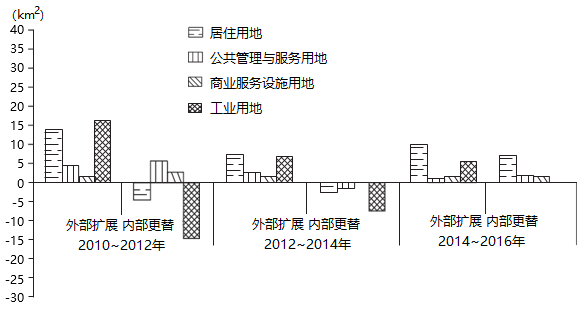 (km²)
40
35
30
25
20
15
10
5
0
-5
-10
-15
-20
-25
-30
居住用地
公共管理与服务用地
商业服务设施用地
工业用地
外部扩展 内部更替
2010~2012年
外部扩展 内部更替
2012~2014年
外部扩展 内部更替
2014~2016年